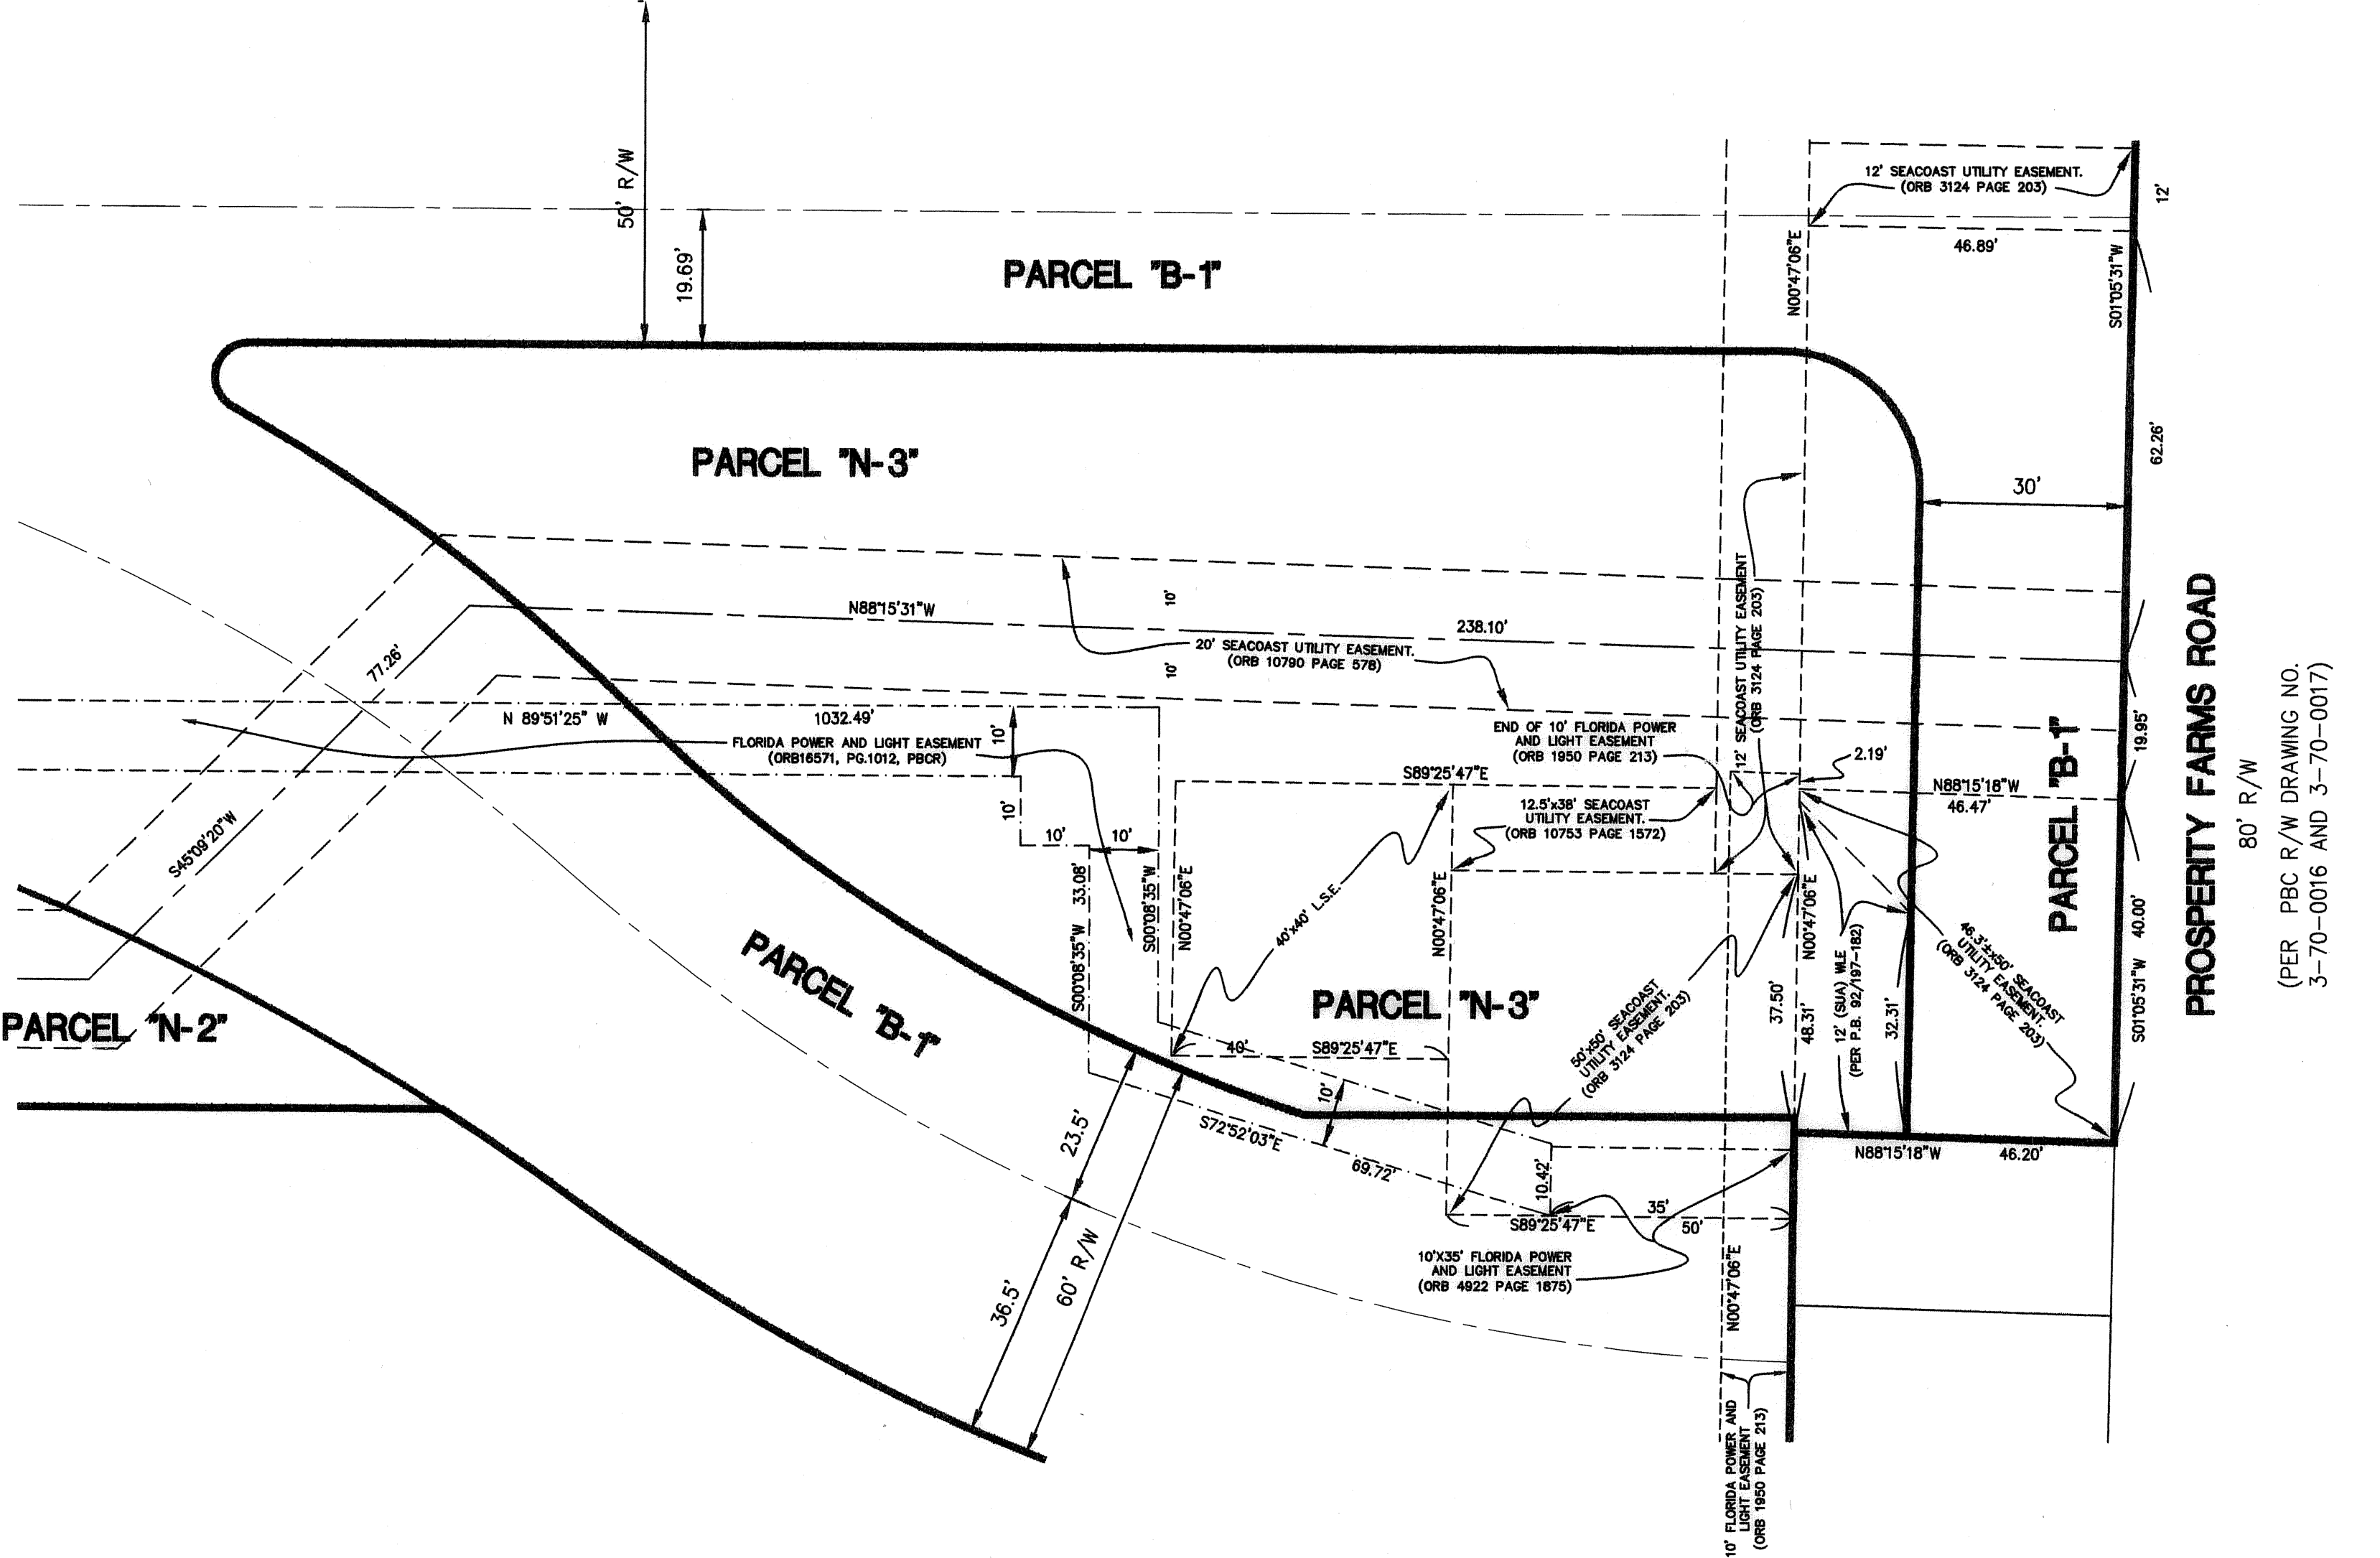 50' R/W
19.69'
PARCEL "B-1"
12' SEACOAST UTILITY EASEMENT.
(ORB 3124 PAGE 203)
12'
46.89'
N00°47'06"E
S01°05'31"W
PARCEL "N-3"
62.26'
30'
N88°15'31"W
10'
238.10'
20' SEACOAST UTILITY EASEMENT.
(ORB 10790 PAGE 578)
10'
12' SEACOAST UTILITY EASEMENT
(ORB 3124 PAGE 203)
77.26'
N 89°51'25" W
1032.49'
FLORIDA POWER AND LIGHT EASEMENT
(ORB16571, PG.1012, PBCR)
10'
END OF 10' FLORIDA POWER
AND LIGHT EASEMENT
(ORB 1950 PAGE 213)
2.19'
19.95'
PROSPERITY FARMS ROAD
80' R/W
(PER PBC R/W DRAWING NO.
3-70-0016 AND 3-70-0017)
S89°25'47"E
N88°15'18"W
46.47'
12.5'x38' SEACOAST
UTILITY EASEMENT.
(ORB 10753 PAGE 1572)
10'
10'
10'
S45°09'20"W
S00°08'35"W 33.08'
S00°08'35"W
N00°47'06"E
40'x40' L.S.E.
N00°47'06"E
N00°47'06"E
PARCEL "B-1"
S01°05'31"W 40.00'
46.3'±x50' SEACOAST
UTILITY EASEMENT.
(ORB 3124 PAGE 203)
12' (SUA) WLE
(PER P.B. 92/197-182)
37.50'
48.31'
32.31'
PARCEL "N-3"
50'x50' SEACOAST
UTILITY EASEMENT.
(ORB 3124 PAGE 203)
PARCEL "B-1"
PARCEL "N-2"
40'
S89°25'47"E
10'
23.5'
S72°52'03"E
69.72'
10.42'
N88°15'18"W
46.20'
35'
S89°25'47"E
50'
36.5'
60' R/W
10'X35' FLORIDA POWER
AND LIGHT EASEMENT
(ORB 4922 PAGE 1875)
N00°47'06"E
10' FLORIDA POWER AND
LIGHT EASEMENT
(ORB 1950 PAGE 213)